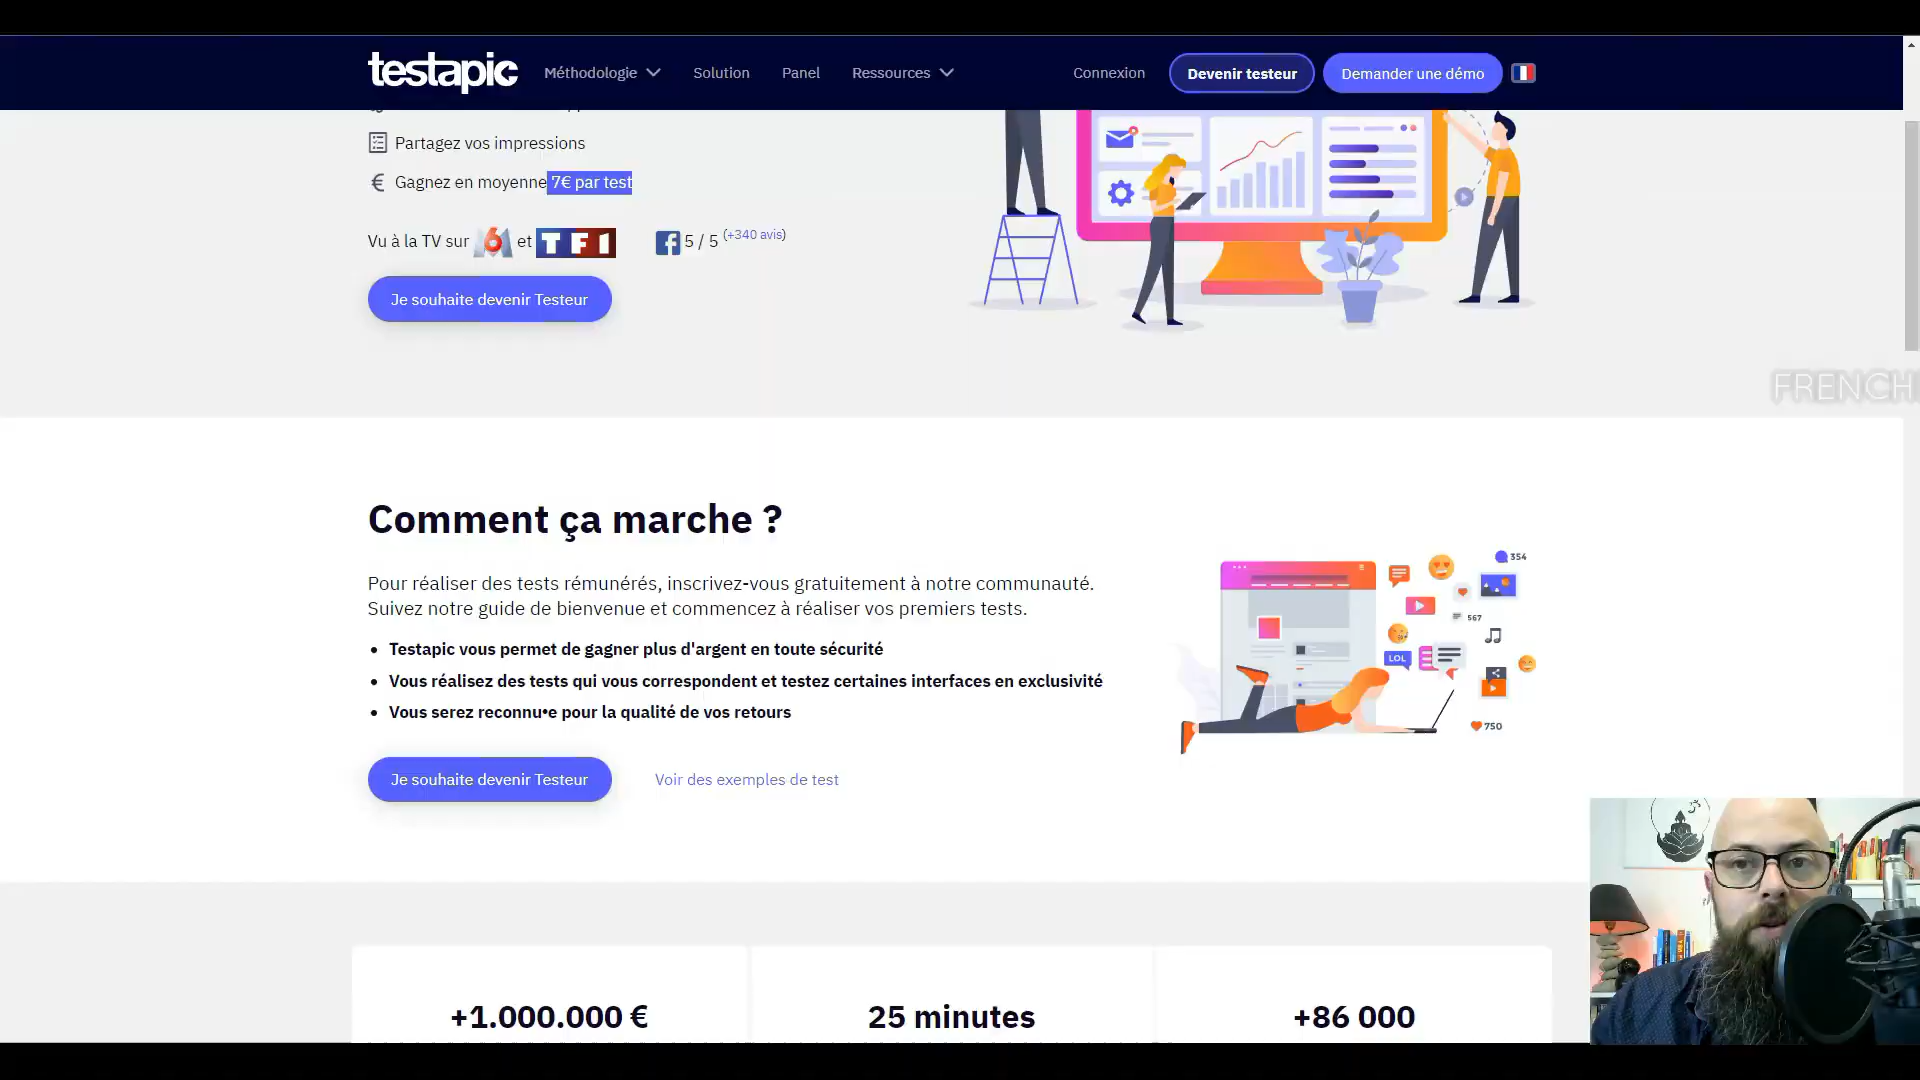 testapic
Méthodologie
Solution
Panel
Ressources
Connexion
Devenir testeur
Demander une démo
Partagez vos impressions
€ Gagnez en moyenne 7€ par test
Vu à la TV sur M6 et TF1
f 5 / 5 (+340 avis)
Je souhaite devenir Testeur
FRENCH
Comment ça marche ?
Pour réaliser des tests rémunérés, inscrivez-vous gratuitement à notre communauté.
Suivez notre guide de bienvenue et commencez à réaliser vos premiers tests.
• Testapic vous permet de gagner plus d'argent en toute sécurité
• Vous réalisez des tests qui vous correspondent et testez certaines interfaces en exclusivité
• Vous serez reconnu•e pour la qualité de vos retours
354
567
LOL
750
Je souhaite devenir Testeur
Voir des exemples de test
+1.000.000 €
25 minutes
+86 000